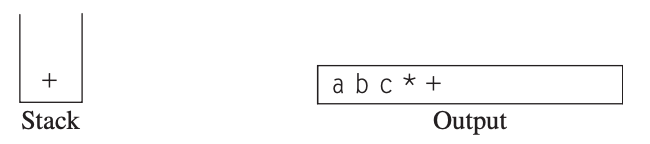 +
a b c * +
Stack
Output